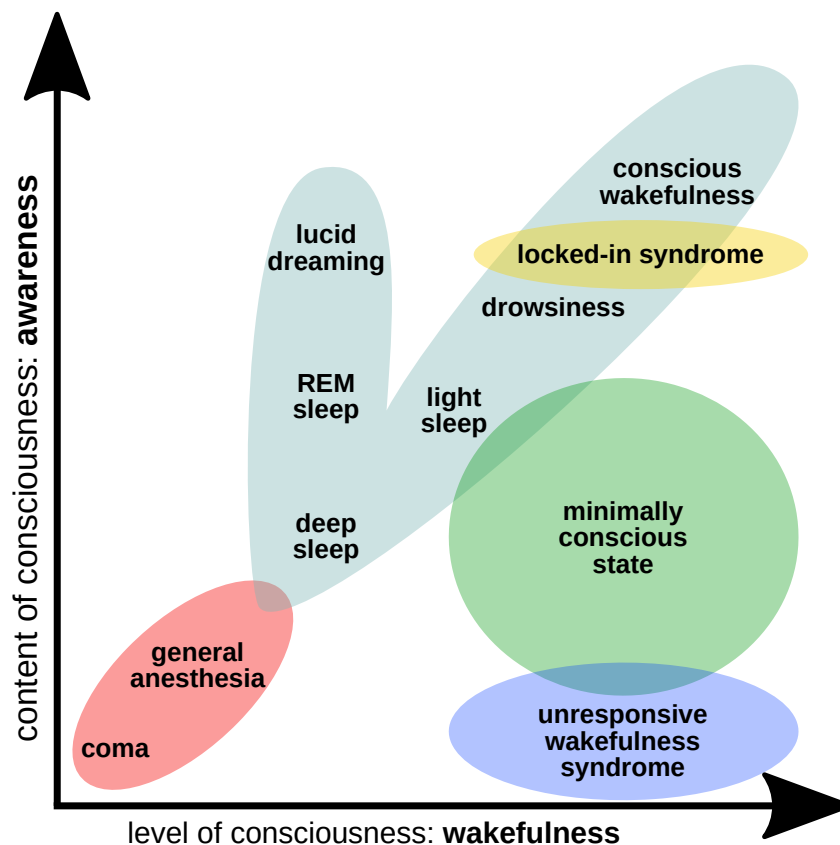 content of consciousness: awareness
conscious
wakefulness
lucid
dreaming
locked-in syndrome
drowsiness
REM
sleep
light
sleep
deep
sleep
minimally
conscious
state
general
anesthesia
coma
unresponsive
wakefulness
syndrome
level of consciousness: wakefulness